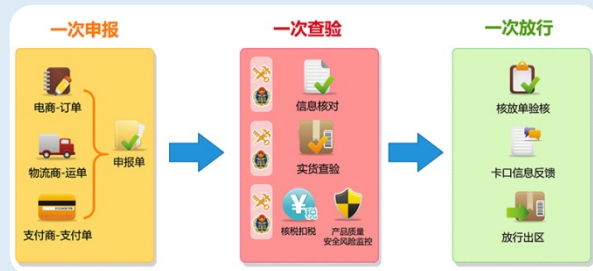 一次申报
一次查验
一次放行
电商-订单
物流商-运单
支付商-支付单
申报单
信息核对
实货查验
¥
税
核税扣税
产品质量
安全风险监控
核放单验核
卡口信息反馈
放行出区